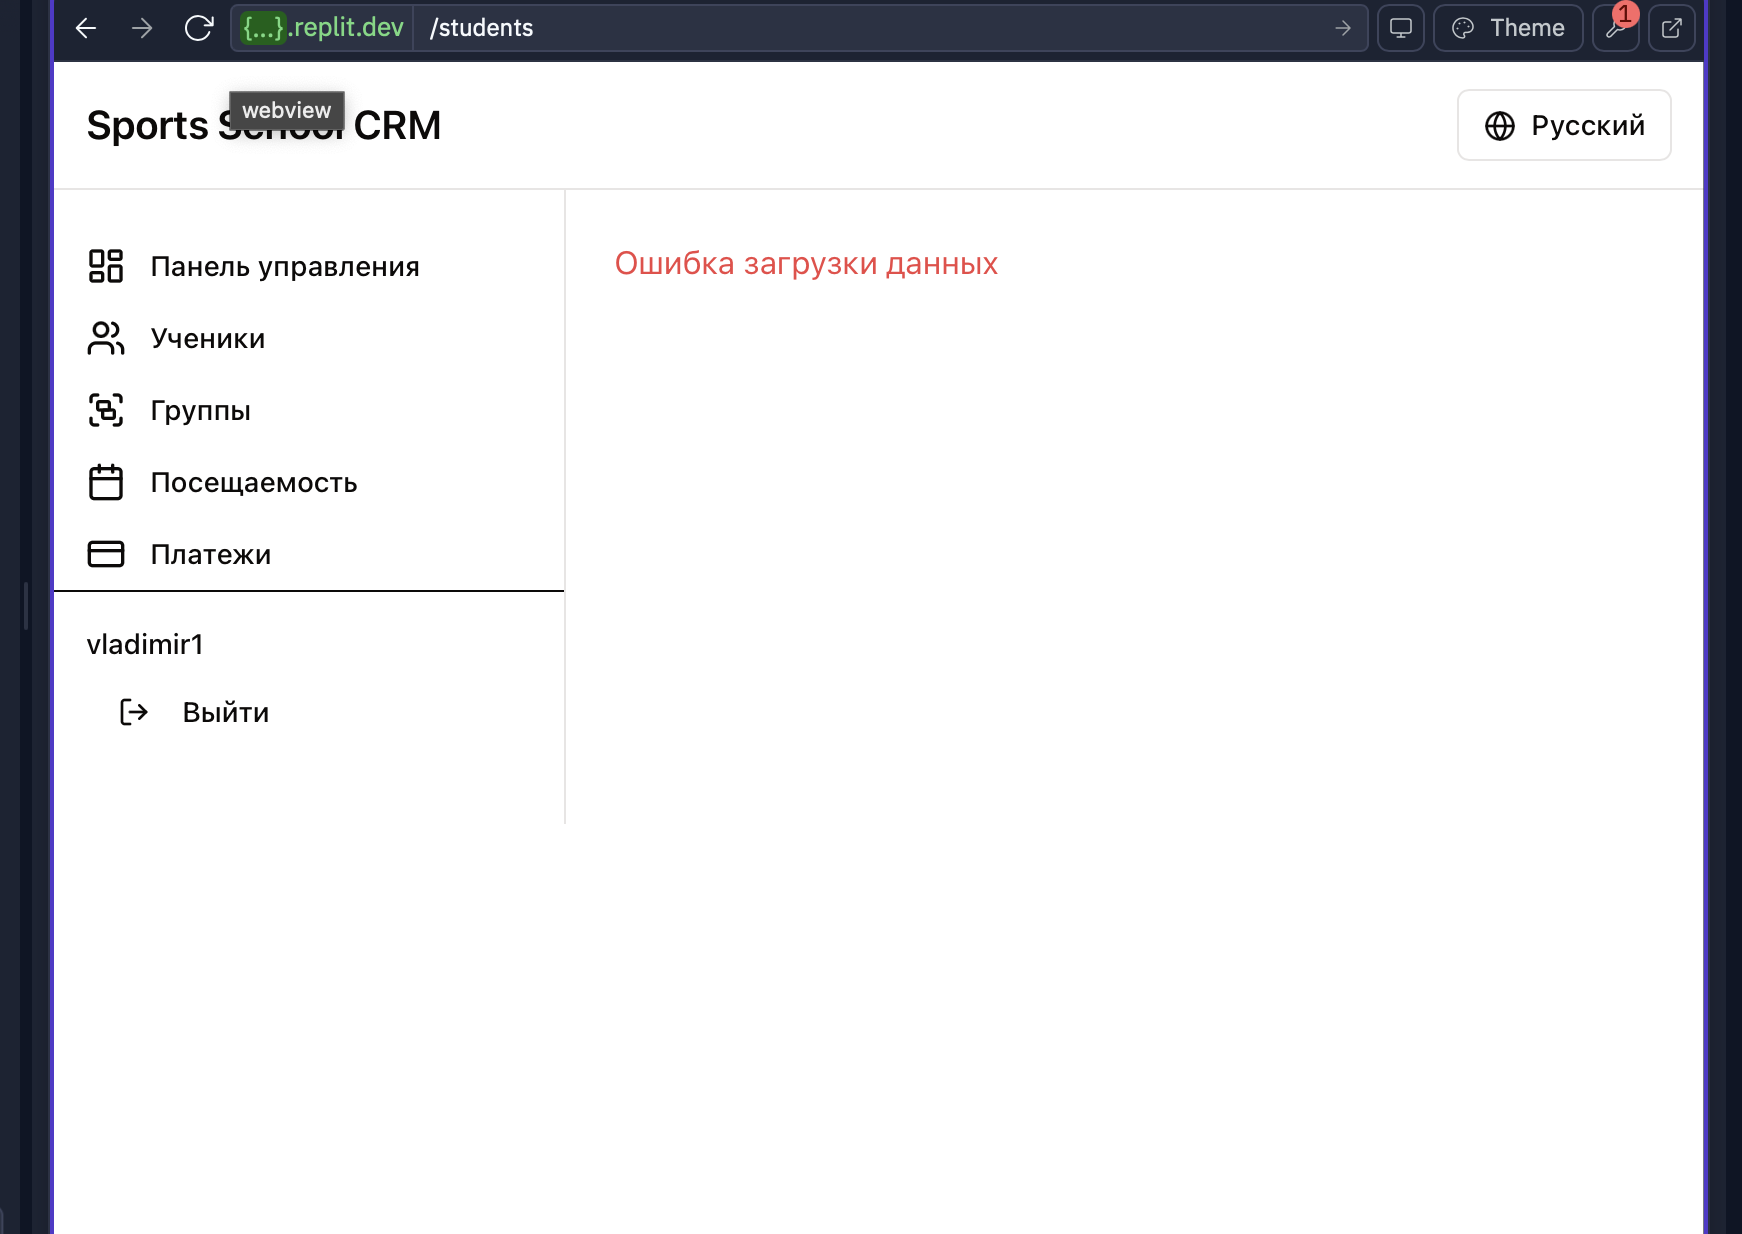 {...}.replit.dev /students Theme 1
webview
Sports School CRM
Русский
Панель управления
Ошибка загрузки данных
Ученики
Группы
Посещаемость
Платежи
vladimir1
Выйти